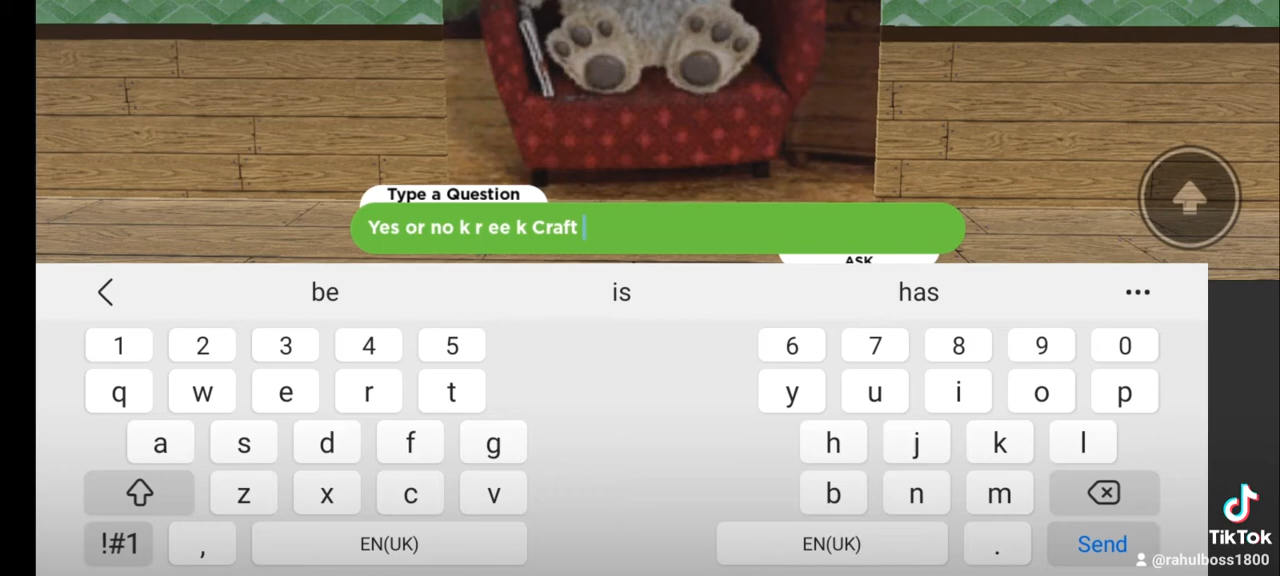 Type a Question
Yes or no k r ee k Craft
ASK
be is has •••
1 2 3 4 5 6 7 8 9 0
q w e r t y u i o p
a s d f g h j k l
z x c v b n m
!#1 , EN(UK) EN(UK) . Send
TikTok
@rahulboss1800